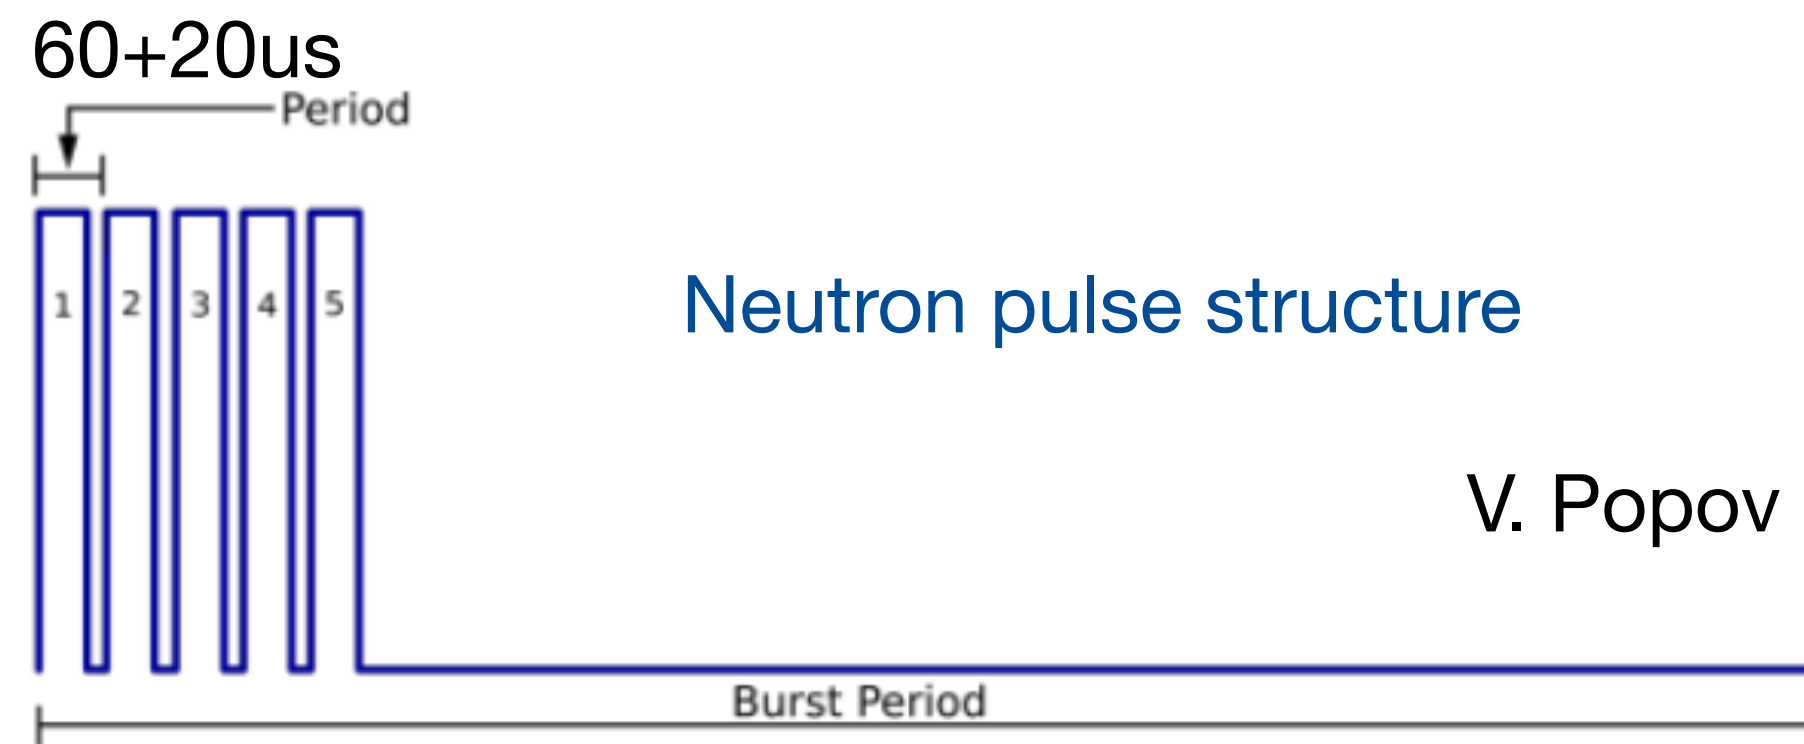 60+20us
Period
1 2 3 4 5
Neutron pulse structure
V. Popov
Burst Period